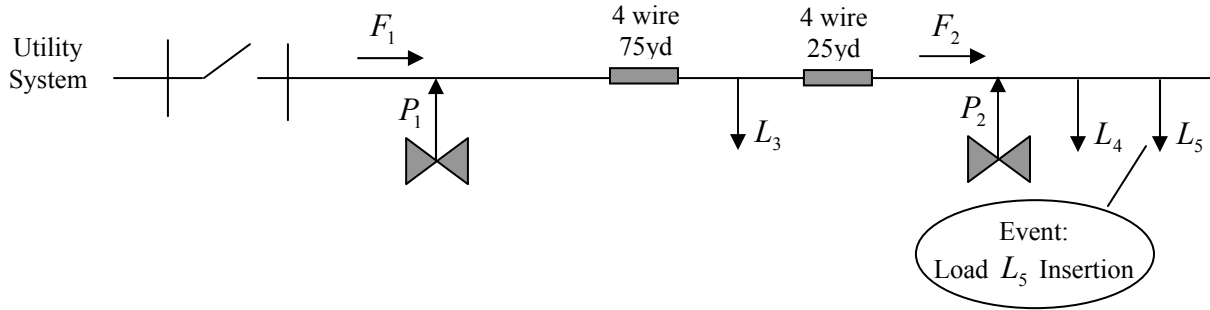 Utility
System
F₁
P₁
4 wire
75yd
L₃
4 wire
25yd
F₂
P₂
L₄
L₅
Event:
Load L₅ Insertion